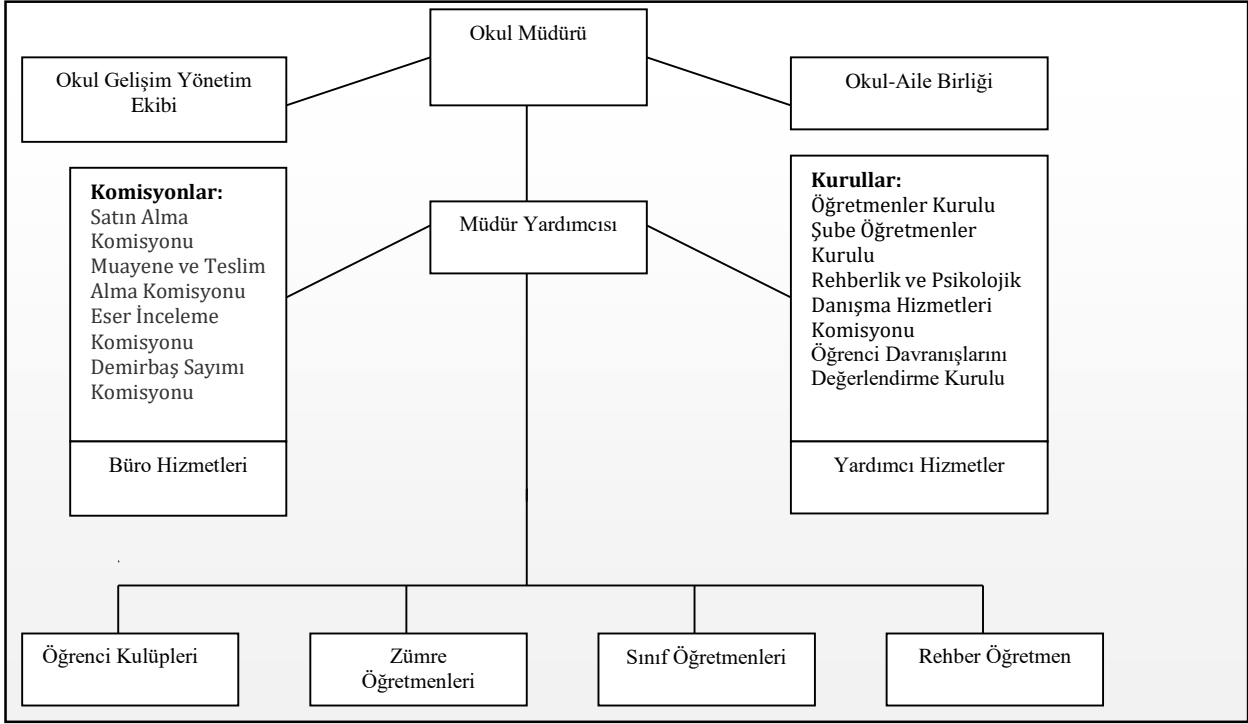 Okul Müdürü
Okul Gelişim Yönetim
Ekibi
Okul-Aile Birliği
Komisyonlar:
Satın Alma
Komisyonu
Muayene ve Teslim
Alma Komisyonu
Eser İnceleme
Komisyonu
Demirbaş Sayımı
Komisyonu
Müdür Yardımcısı
Kurullar:
Öğretmenler Kurulu
Şube Öğretmenler
Kurulu
Rehberlik ve Psikolojik
Danışma Hizmetleri
Komisyonu
Öğrenci Davranışlarını
Değerlendirme Kurulu
Büro Hizmetleri
Yardımcı Hizmetler
Öğrenci Kulüpleri
Zümre
Öğretmenleri
Sınıf Öğretmenleri
Rehber Öğretmen